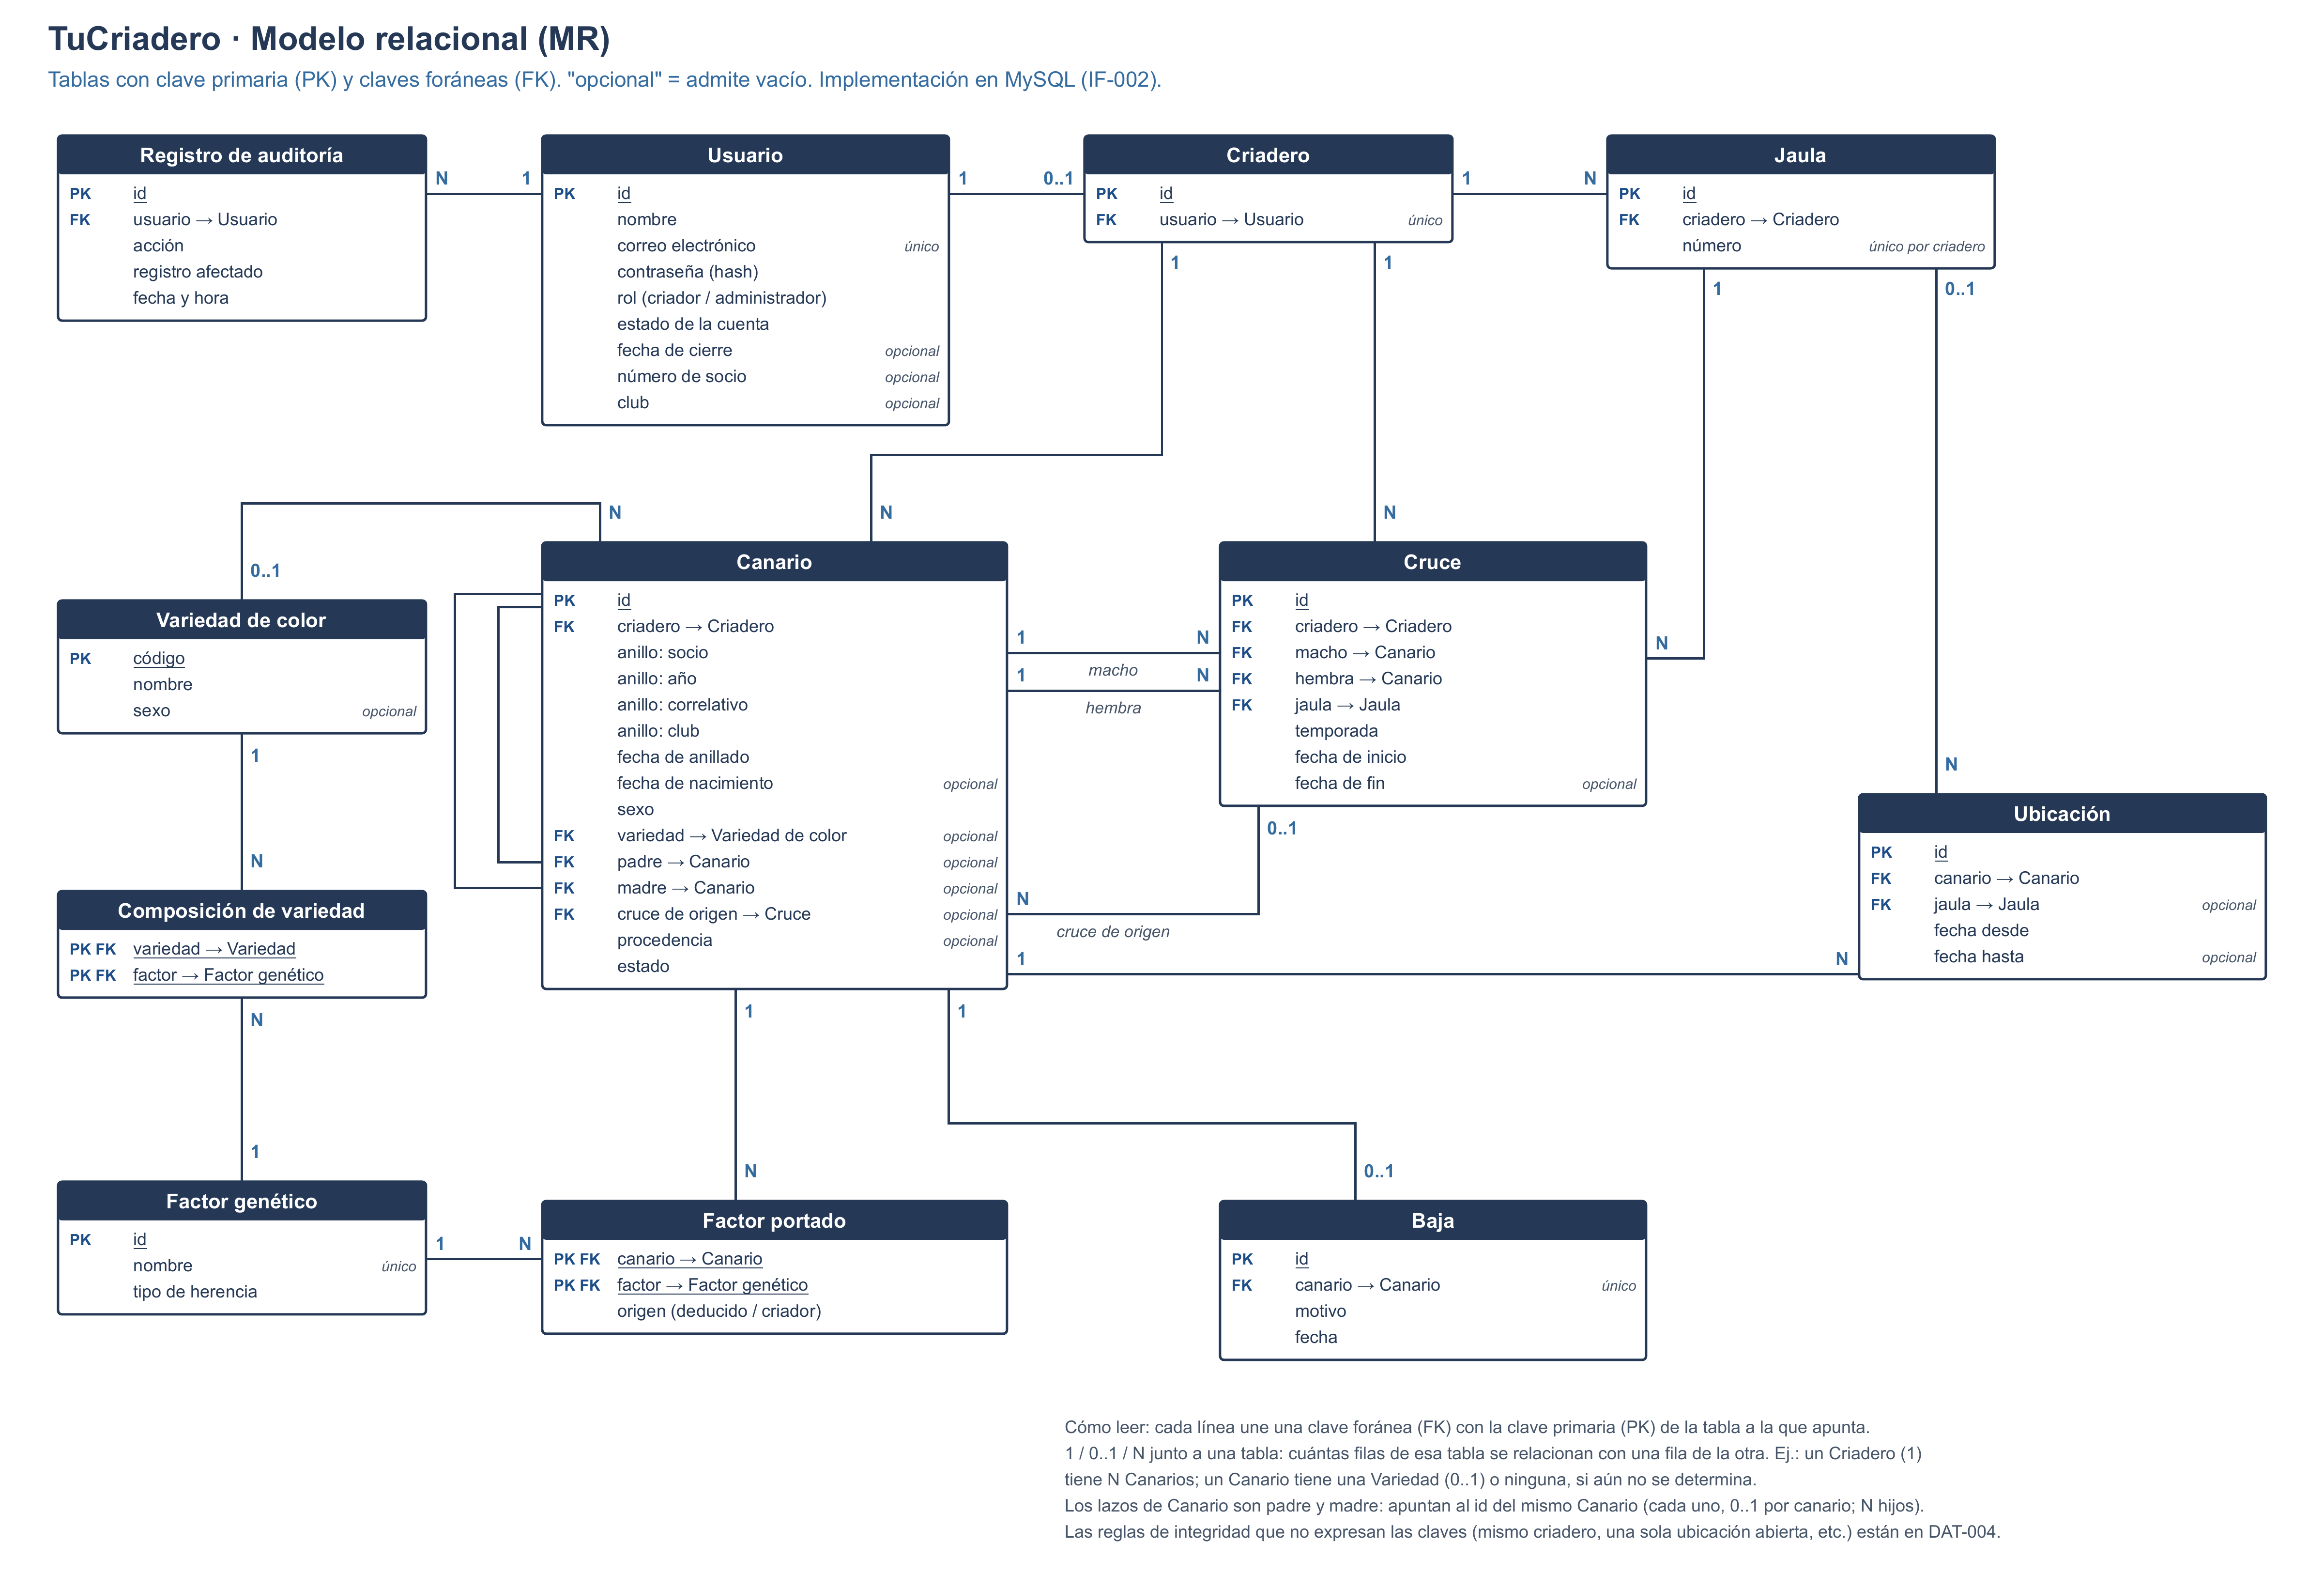 TuCriadero · Modelo relacional (MR)
Tablas con clave primaria (PK) y claves foráneas (FK). "opcional" = admite vacío. Implementación en MySQL (IF-002).
Registro de auditoría
PK id
FK usuario → Usuario
acción
registro afectado
fecha y hora
N 1
Usuario
PK id
nombre
correo electrónico único
contraseña (hash)
rol (criador / administrador)
estado de la cuenta
fecha de cierre opcional
número de socio opcional
club opcional
1 0..1
Criadero
PK id
FK usuario → Usuario único
1 N
Jaula
PK id
FK criadero → Criadero
número único por criadero
1
1
1
0..1
N
N
N
0..1
Variedad de color
PK código
nombre
sexo opcional
1
N
Canario
PK id
FK criadero → Criadero
anillo: socio
anillo: año
anillo: correlativo
anillo: club
fecha de anillado
fecha de nacimiento opcional
sexo
FK variedad → Variedad de color opcional
FK padre → Canario opcional
FK madre → Canario opcional
FK cruce de origen → Cruce opcional
procedencia opcional
estado
1 N
macho
1 N
hembra
Cruce
PK id
FK criadero → Criadero
FK macho → Canario
FK hembra → Canario
FK jaula → Jaula
temporada
fecha de inicio
fecha de fin opcional
N
0..1
N
cruce de origen
N
Ubicación
PK id
FK canario → Canario
FK jaula → Jaula opcional
fecha desde
fecha hasta opcional
1 N
Composición de variedad
PK FK variedad → Variedad
PK FK factor → Factor genético
N
1
1
N
1
0..1
Factor genético
PK id
nombre único
tipo de herencia
1 N
Factor portado
PK FK canario → Canario
PK FK factor → Factor genético
origen (deducido / criador)
Baja
PK id
FK canario → Canario único
motivo
fecha
Cómo leer: cada línea une una clave foránea (FK) con la clave primaria (PK) de la tabla a la que apunta.
1 / 0..1 / N junto a una tabla: cuántas filas de esa tabla se relacionan con una fila de la otra. Ej.: un Criadero (1)
tiene N Canarios; un Canario tiene una Variedad (0..1) o ninguna, si aún no se determina.
Los lazos de Canario son padre y madre: apuntan al id del mismo Canario (cada uno, 0..1 por canario; N hijos).
Las reglas de integridad que no expresan las claves (mismo criadero, una sola ubicación abierta, etc.) están en DAT-004.